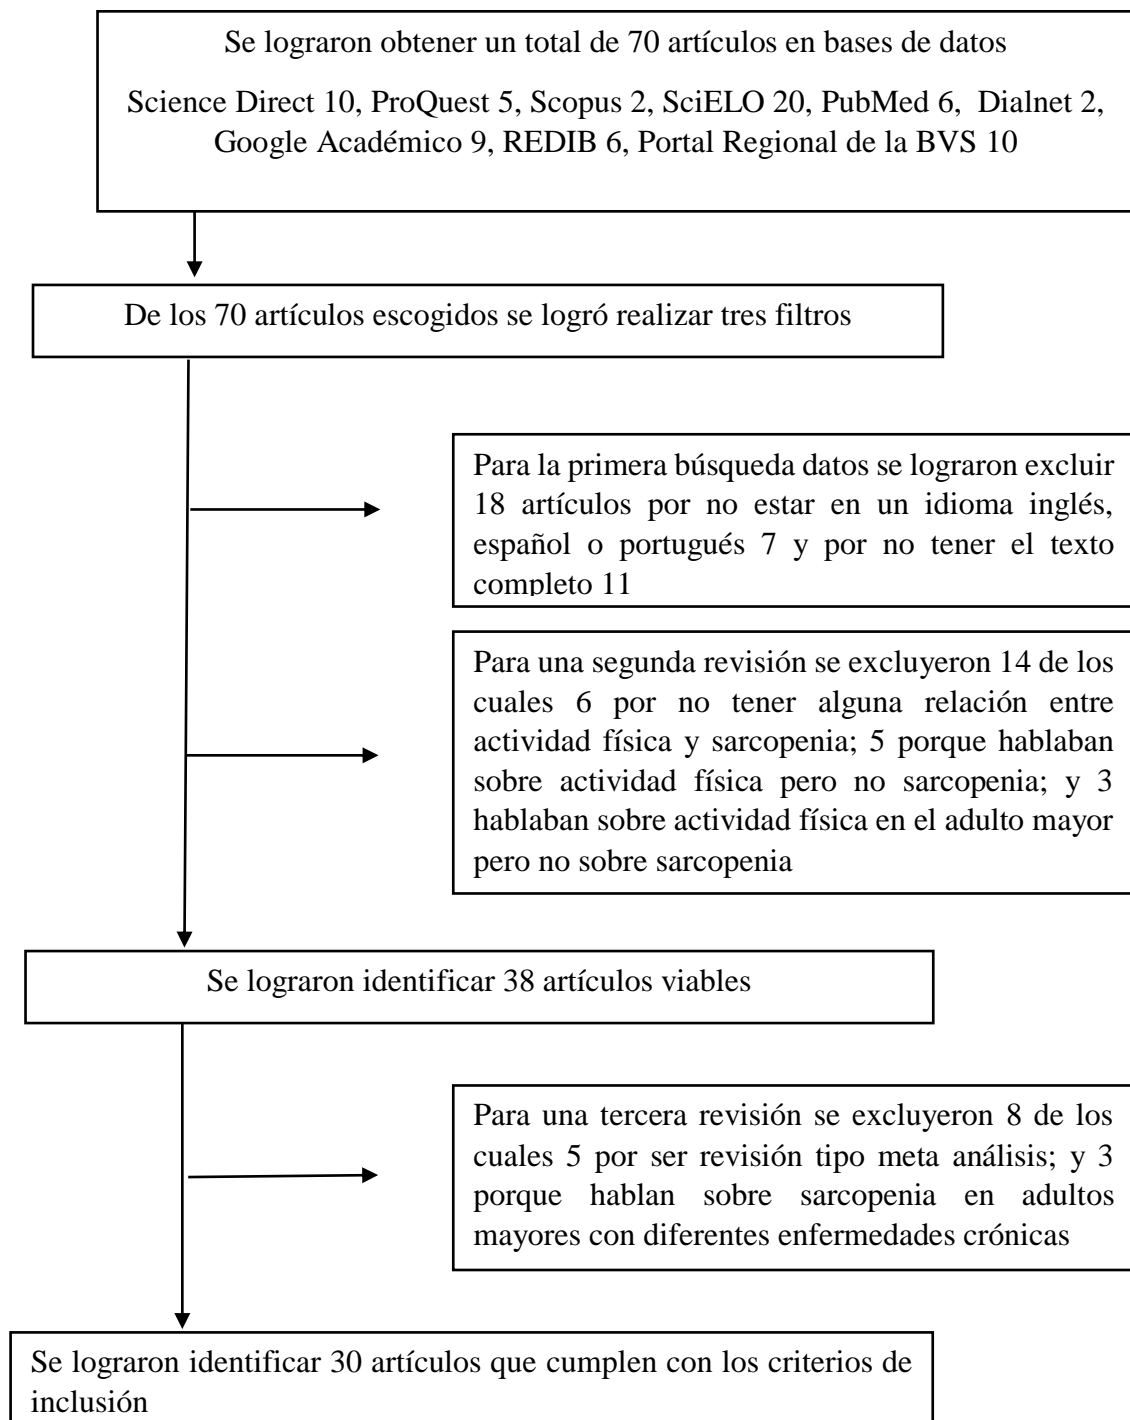 Se lograron obtener un total de 70 artículos en bases de datos
Science Direct 10, ProQuest 5, Scopus 2, SciELO 20, PubMed 6, Dialnet 2,
Google Académico 9, REDIB 6, Portal Regional de la BVS 10
De los 70 artículos escogidos se logró realizar tres filtros
Para la primera búsqueda datos se lograron excluir
18 artículos por no estar en un idioma inglés,
español o portugués 7 y por no tener el texto
completo 11
Para una segunda revisión se excluyeron 14 de los
cuales 6 por no tener alguna relación entre
actividad física y sarcopenia; 5 porque hablaban
sobre actividad física pero no sarcopenia; y 3
hablaban sobre actividad física en el adulto mayor
pero no sobre sarcopenia
Se lograron identificar 38 artículos viables
Para una tercera revisión se excluyeron 8 de los
cuales 5 por ser revisión tipo meta análisis; y 3
porque hablan sobre sarcopenia en adultos
mayores con diferentes enfermedades crónicas
Se lograron identificar 30 artículos que cumplen con los criterios de
inclusión